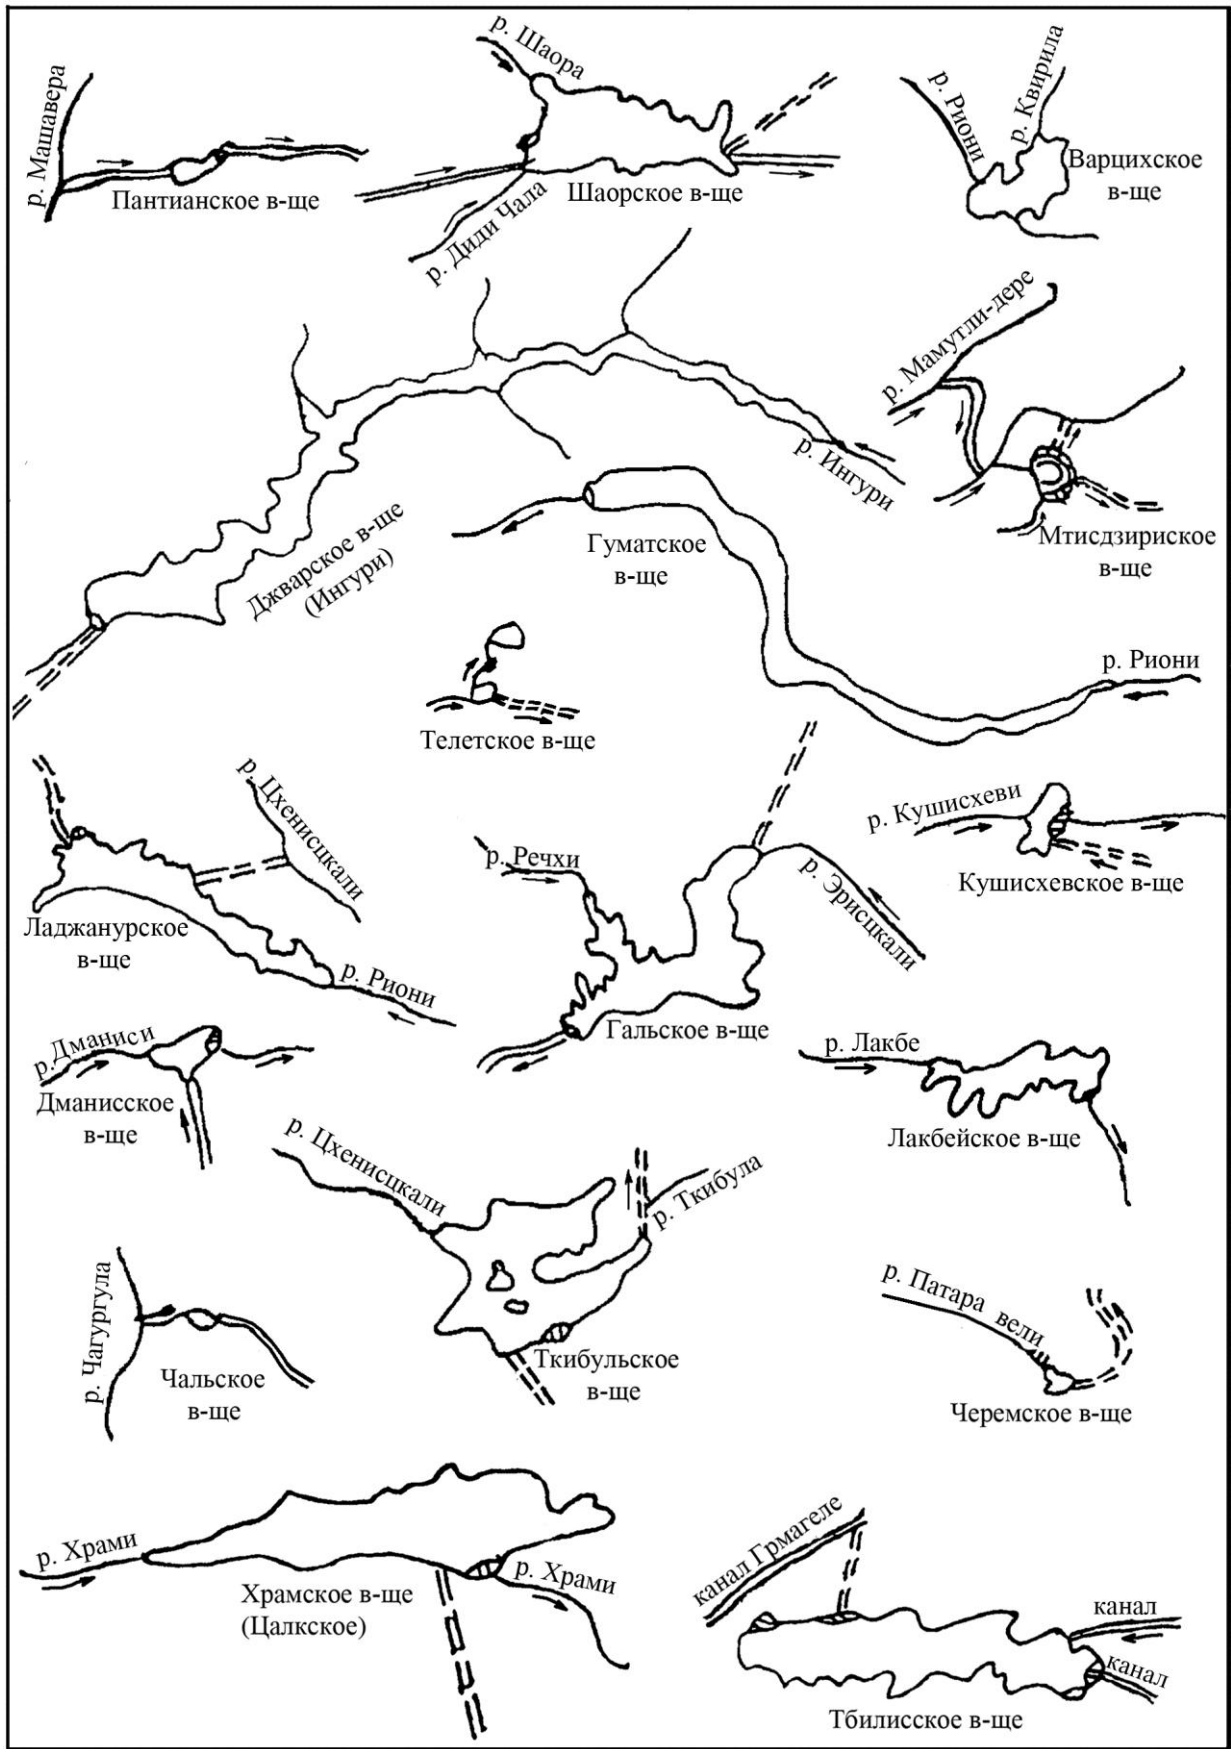 р. Машавера
Пантианское в-ще
р. Шаора
р. Диди Чала
Шаорское в-ще
р. Риони
р. Квирила
Варцихское
в-ще
р. Ингури
Джварское в-ще
(Ингури)
р. Мамутли-дере
Мтисдзириское
в-ще
Гуматское
в-ще
р. Риони
Телетское в-ще
р. Цхенисцкали
Ладжанурское
в-ще
р. Риони
р. Речхи
р. Эрисцкали
Гальское в-ще
р. Кушисхеви
Кушисхевское в-ще
р. Дманиси
Дманисское
в-ще
р. Лакбе
Лакбейское в-ще
р. Цхенисцкали
р. Ткибула
Ткибульское
в-ще
р. Чагургула
Чальское
в-ще
р. Патара вели
Черемское в-ще
р. Храми
р. Храми
Храмское в-ще
(Цалкское)
канал Грмагеле
канал
канал
Тбилисское в-ще